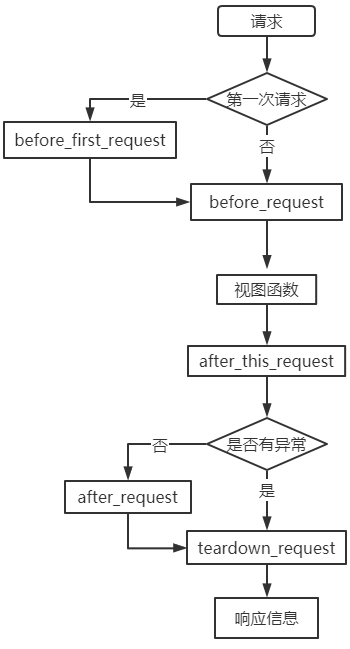 请求
第一次请求
是
before_first_request
否
before_request
视图函数
after_this_request
是否有异常
否
after_request
是
teardown_request
响应信息